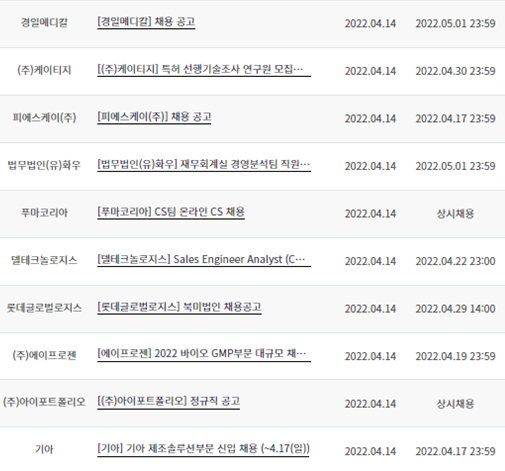 경일메디칼 [경일메디칼] 채용 공고 2022.04.14 2022.05.01 23:59
(주)케이티지 [(주)케이티지] 특허 선행기술조사 연구원 모집… 2022.04.14 2022.04.30 23:59
피에스케이(주) [피에스케이(주)] 채용 공고 2022.04.14 2022.04.17 23:59
법무법인(유)화우 [법무법인(유)화우] 재무회계실 경영분석팀 직원… 2022.04.14 2022.05.01 23:59
푸마코리아 [푸마코리아] CS팀 온라인 CS 채용 2022.04.14 상시채용
델테크놀로지스 [델테크놀로지스] Sales Engineer Analyst (C… 2022.04.14 2022.04.22 23:00
롯데글로벌로지스 [롯데글로벌로지스] 북미법인 채용공고 2022.04.14 2022.04.29 14:00
(주)에이프로젠 [에이프로젠] 2022 바이오 GMP부문 대규모 채… 2022.04.14 2022.04.19 23:59
(주)아이포트폴리오 [(주)아이포트폴리오] 정규직 공고 2022.04.14 상시채용
기아 [기아] 기아 제조솔루션부문 신입 채용 (~4.17(일)) 2022.04.14 2022.04.17 23:59